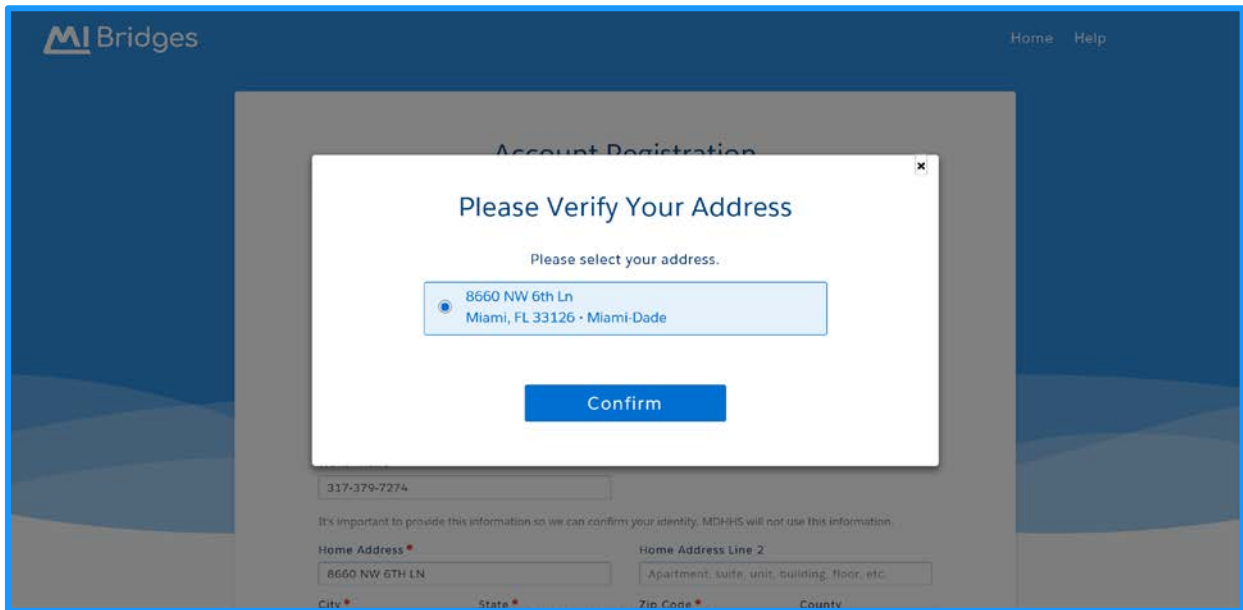 MI Bridges
Home Help
Account Registration
Please Verify Your Address
Please select your address.
8660 NW 6th Ln
Miami, FL 33126 • Miami-Dade
Confirm
317-379-7274
It's important to provide this information so we can confirm your identity. MDHHS will not use this information.
Home Address * Home Address Line 2
8660 NW 6TH LN Apartment, suite, unit, building, floor, etc.
City * State * Zip Code * County